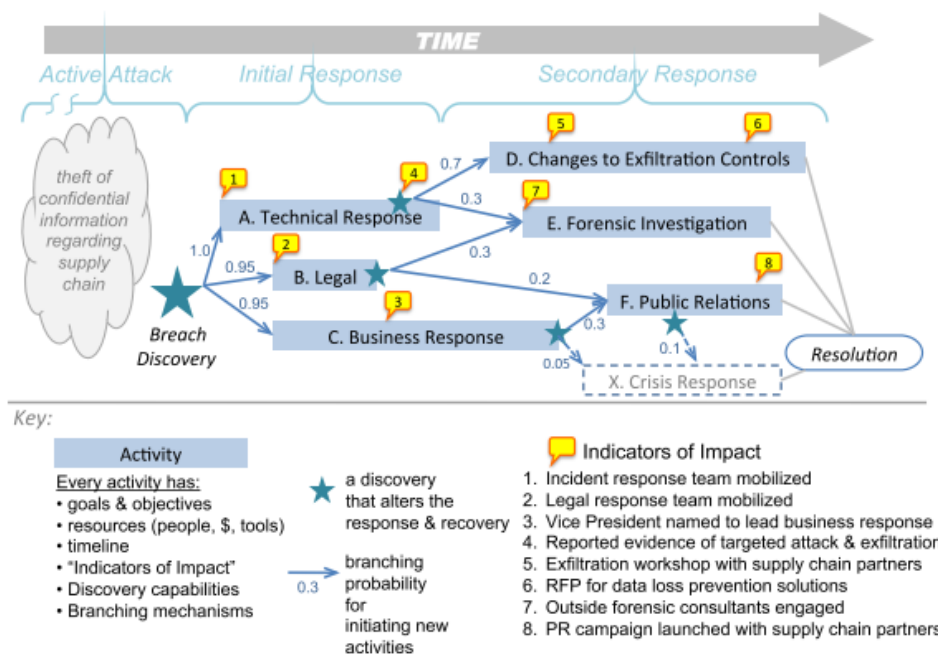 TIME
Active Attack
Initial Response
Secondary Response
theft of
confidential
information
regarding
supply
chain
Breach
Discovery
1.0
0.95
0.95
1
A. Technical Response
4
2
B. Legal
3
C. Business Response
0.7
0.3
0.3
0.2
0.3
0.05
0.1
5
6
D. Changes to Exfiltration Controls
7
E. Forensic Investigation
8
F. Public Relations
X. Crisis Response
Resolution
Key:
Activity
Every activity has:
• goals & objectives
• resources (people, $, tools)
• timeline
• “Indicators of Impact”
• Discovery capabilities
• Branching mechanisms
a discovery
that alters the
response & recovery
0.3
branching
probability
for
initiating new
activities
Indicators of Impact
1. Incident response team mobilized
2. Legal response team mobilized
3. Vice President named to lead business response
4. Reported evidence of targeted attack & exfiltration
5. Exfiltration workshop with supply chain partners
6. RFP for data loss prevention solutions
7. Outside forensic consultants engaged
8. PR campaign launched with supply chain partners